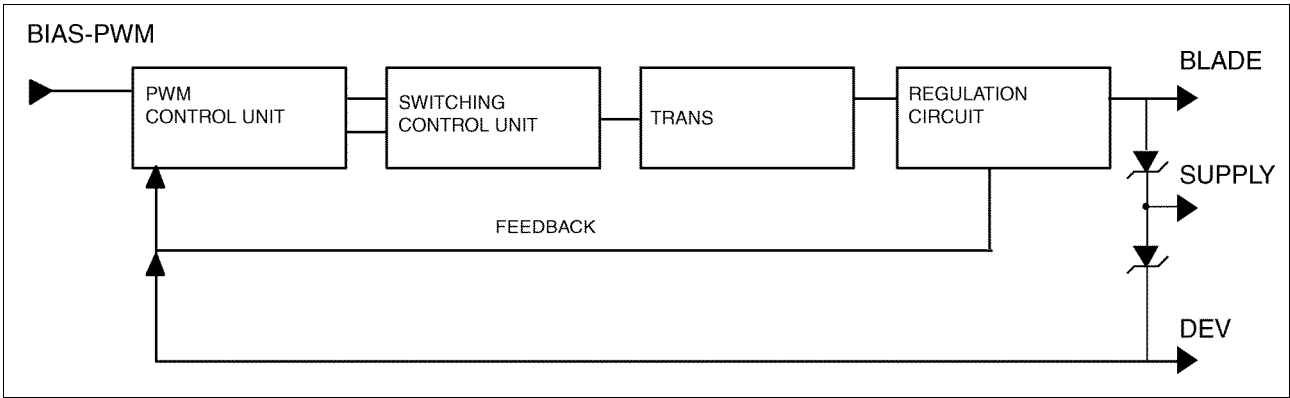 BIAS-PWM
PWM
CONTROL UNIT
SWITCHING
CONTROL UNIT
TRANS
REGULATION
CIRCUIT
BLADE
SUPPLY
FEEDBACK
DEV